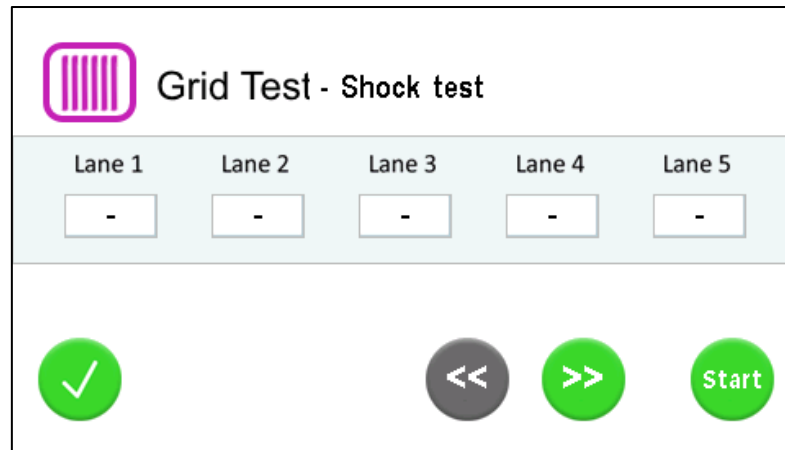 Grid Test - Shock test
Lane 1 Lane 2 Lane 3 Lane 4 Lane 5
- - - - -
<< >> Start